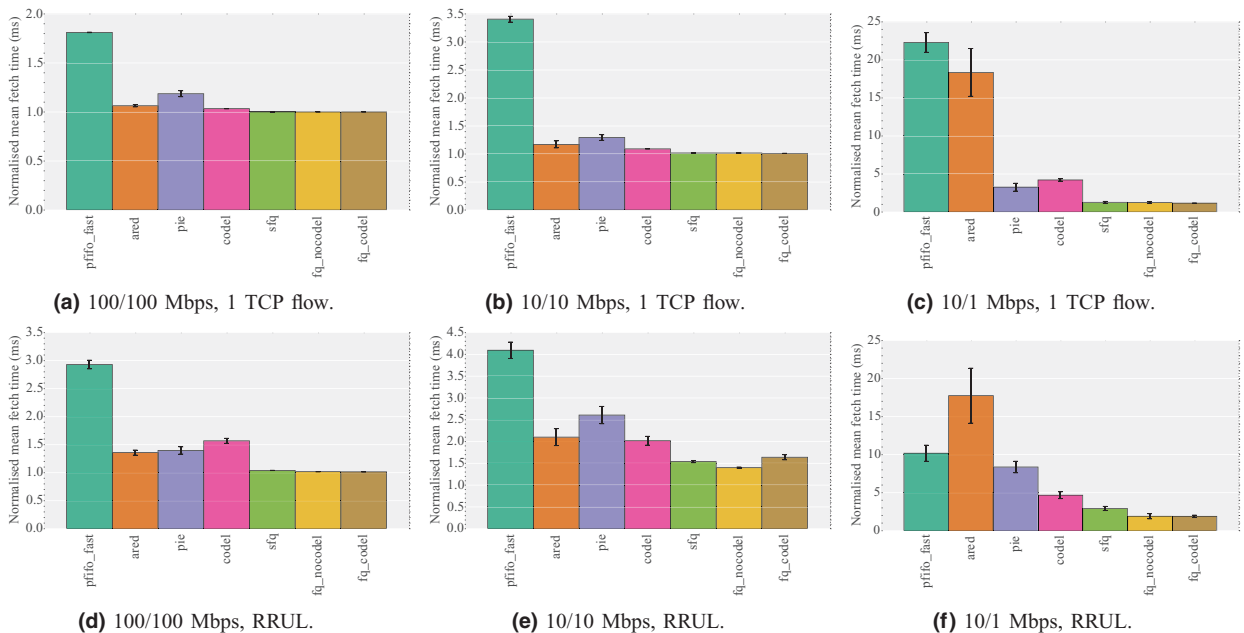 Normalised mean fetch time (ms)
2.0
1.5
1.0
0.5
0.0
pfifo_fast
ared
pie
codel
sfq
fq_nocodel
fq_codel
(a) 100/100 Mbps, 1 TCP flow.
Normalised mean fetch time (ms)
3.5
3.0
2.5
2.0
1.5
1.0
0.5
0.0
pfifo_fast
ared
pie
codel
sfq
fq_nocodel
fq_codel
(b) 10/10 Mbps, 1 TCP flow.
Normalised mean fetch time (ms)
25
20
15
10
5
0
pfifo_fast
ared
pie
codel
sfq
fq_nocodel
fq_codel
(c) 10/1 Mbps, 1 TCP flow.
Normalised mean fetch time (ms)
3.5
3.0
2.5
2.0
1.5
1.0
0.5
0.0
pfifo_fast
ared
pie
codel
sfq
fq_nocodel
fq_codel
(d) 100/100 Mbps, RRUL.
Normalised mean fetch time (ms)
4.5
4.0
3.5
3.0
2.5
2.0
1.5
1.0
0.5
0.0
pfifo_fast
ared
pie
codel
sfq
fq_nocodel
fq_codel
(e) 10/10 Mbps, RRUL.
Normalised mean fetch time (ms)
25
20
15
10
5
0
pfifo_fast
ared
pie
codel
sfq
fq_nocodel
fq_codel
(f) 10/1 Mbps, RRUL.